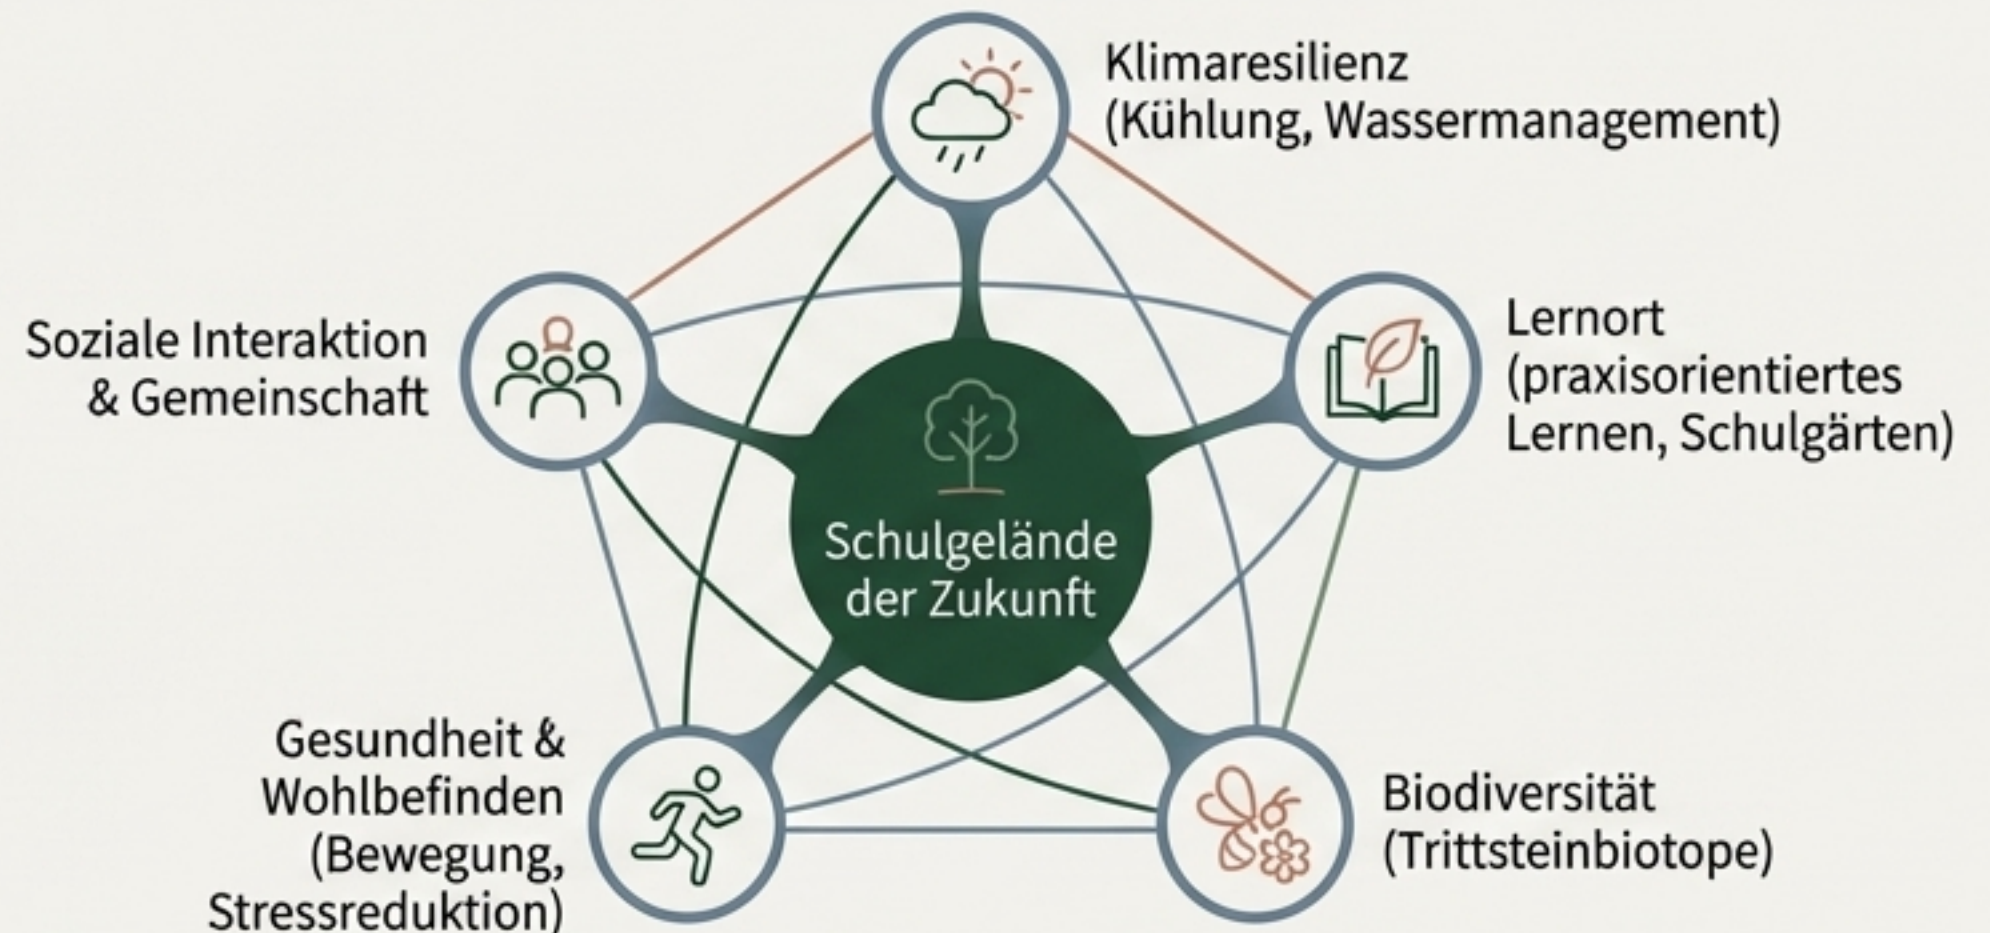 Klimaresilienz
(Kühlung, Wassermanagement)
Soziale Interaktion
& Gemeinschaft
Lernort
(praxisorientiertes
Lernen, Schulgärten)
Schulgelände
der Zukunft
Gesundheit &
Wohlbefinden
(Bewegung,
Stressreduktion)
Biodiversität
(Trittsteinbiotope)